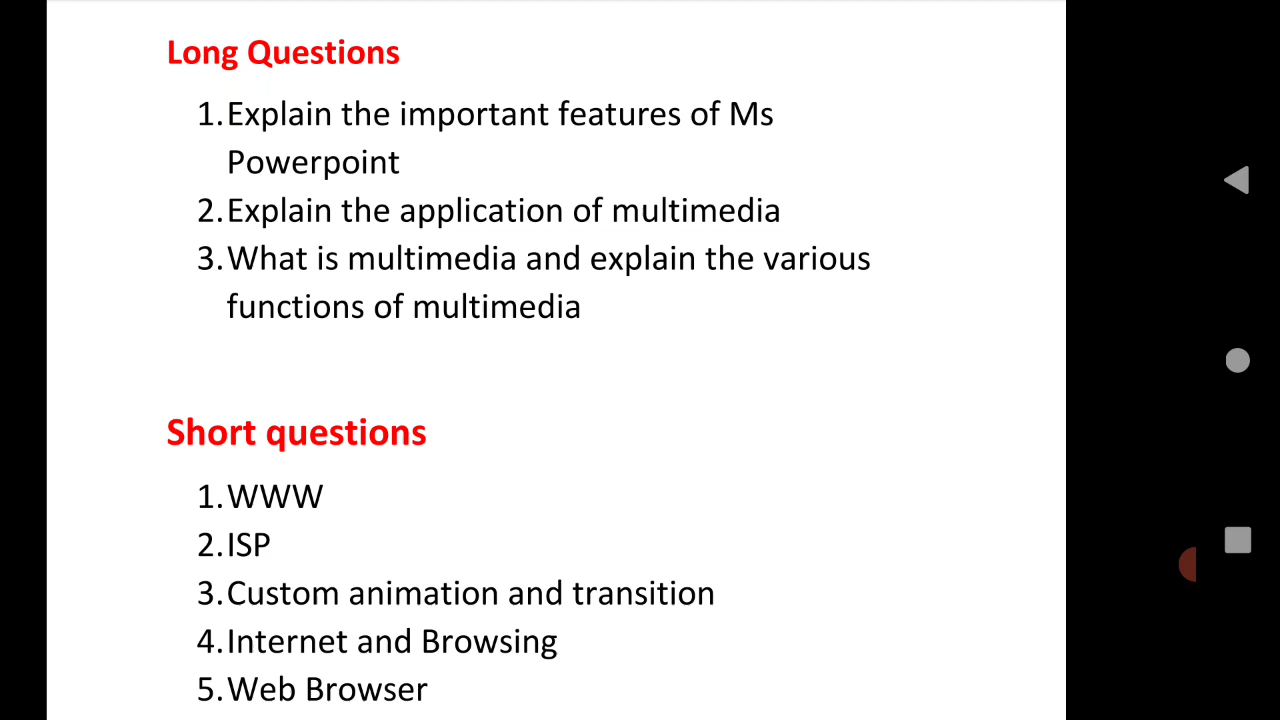 Long Questions
1.Explain the important features of Ms
Powerpoint
2.Explain the application of multimedia
3.What is multimedia and explain the various
functions of multimedia
Short questions
1.WWW
2.ISP
3.Custom animation and transition
4.Internet and Browsing
5.Web Browser